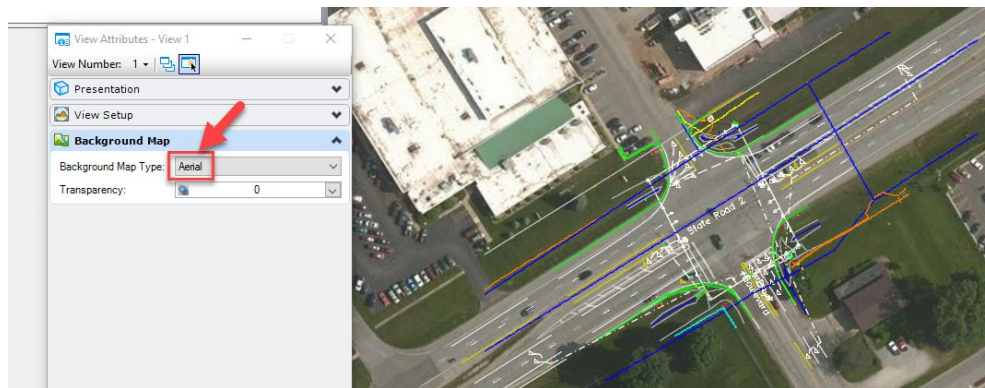 View Attributes - View 1
View Number: 1
Presentation
View Setup
Background Map
Background Map Type: Aerial
Transparency: 0
State Road 2
Boulevard